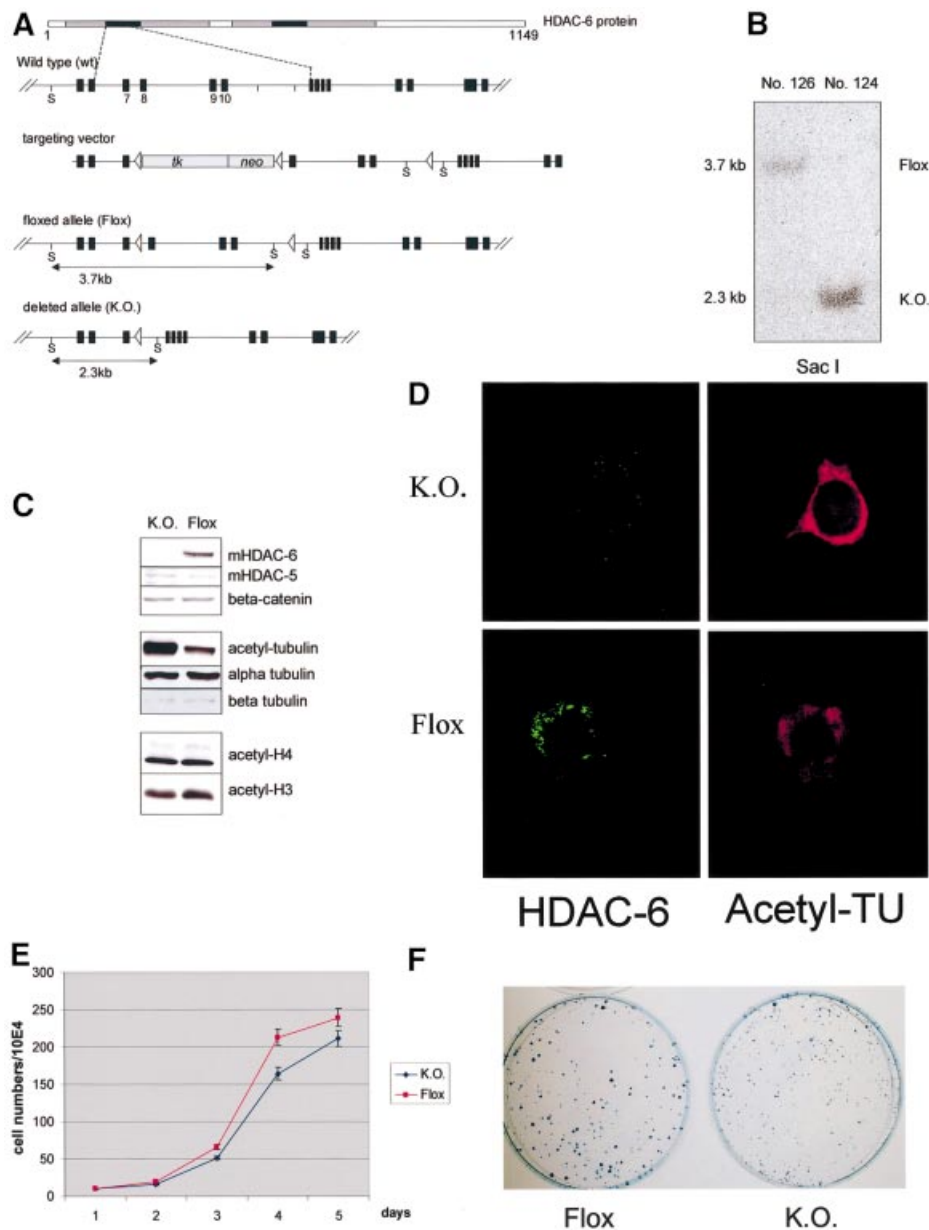 A
HDAC-6 protein
1
1149
Wild type (wt)
S
7
8
9
10
targeting vector
tk
neo
S
S
floxed allele (Flox)
S
S
S
3.7kb
deleted allele (K.O.)
S
S
2.3kb
B
No. 126 No. 124
3.7 kb
Flox
2.3 kb
K.O.
Sac I
C
K.O. Flox
mHDAC-6
mHDAC-5
beta-catenin
acetyl-tubulin
alpha tubulin
beta tubulin
acetyl-H4
acetyl-H3
D
K.O.
Flox
HDAC-6
Acetyl-TU
E
cell numbers/10E4
300
250
200
150
100
50
0
1
2
3
4
5
days
K.O.
Flox
F
Flox
K.O.